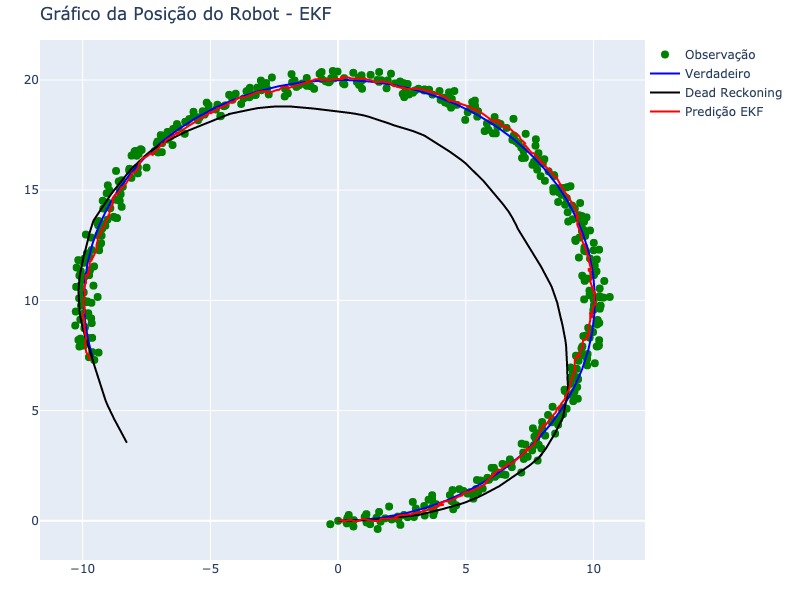 Gráfico da Posição do Robot - EKF
Observação
Verdadeiro
Dead Reckoning
Predição EKF
20
15
10
5
0
−10
−5
0
5
10